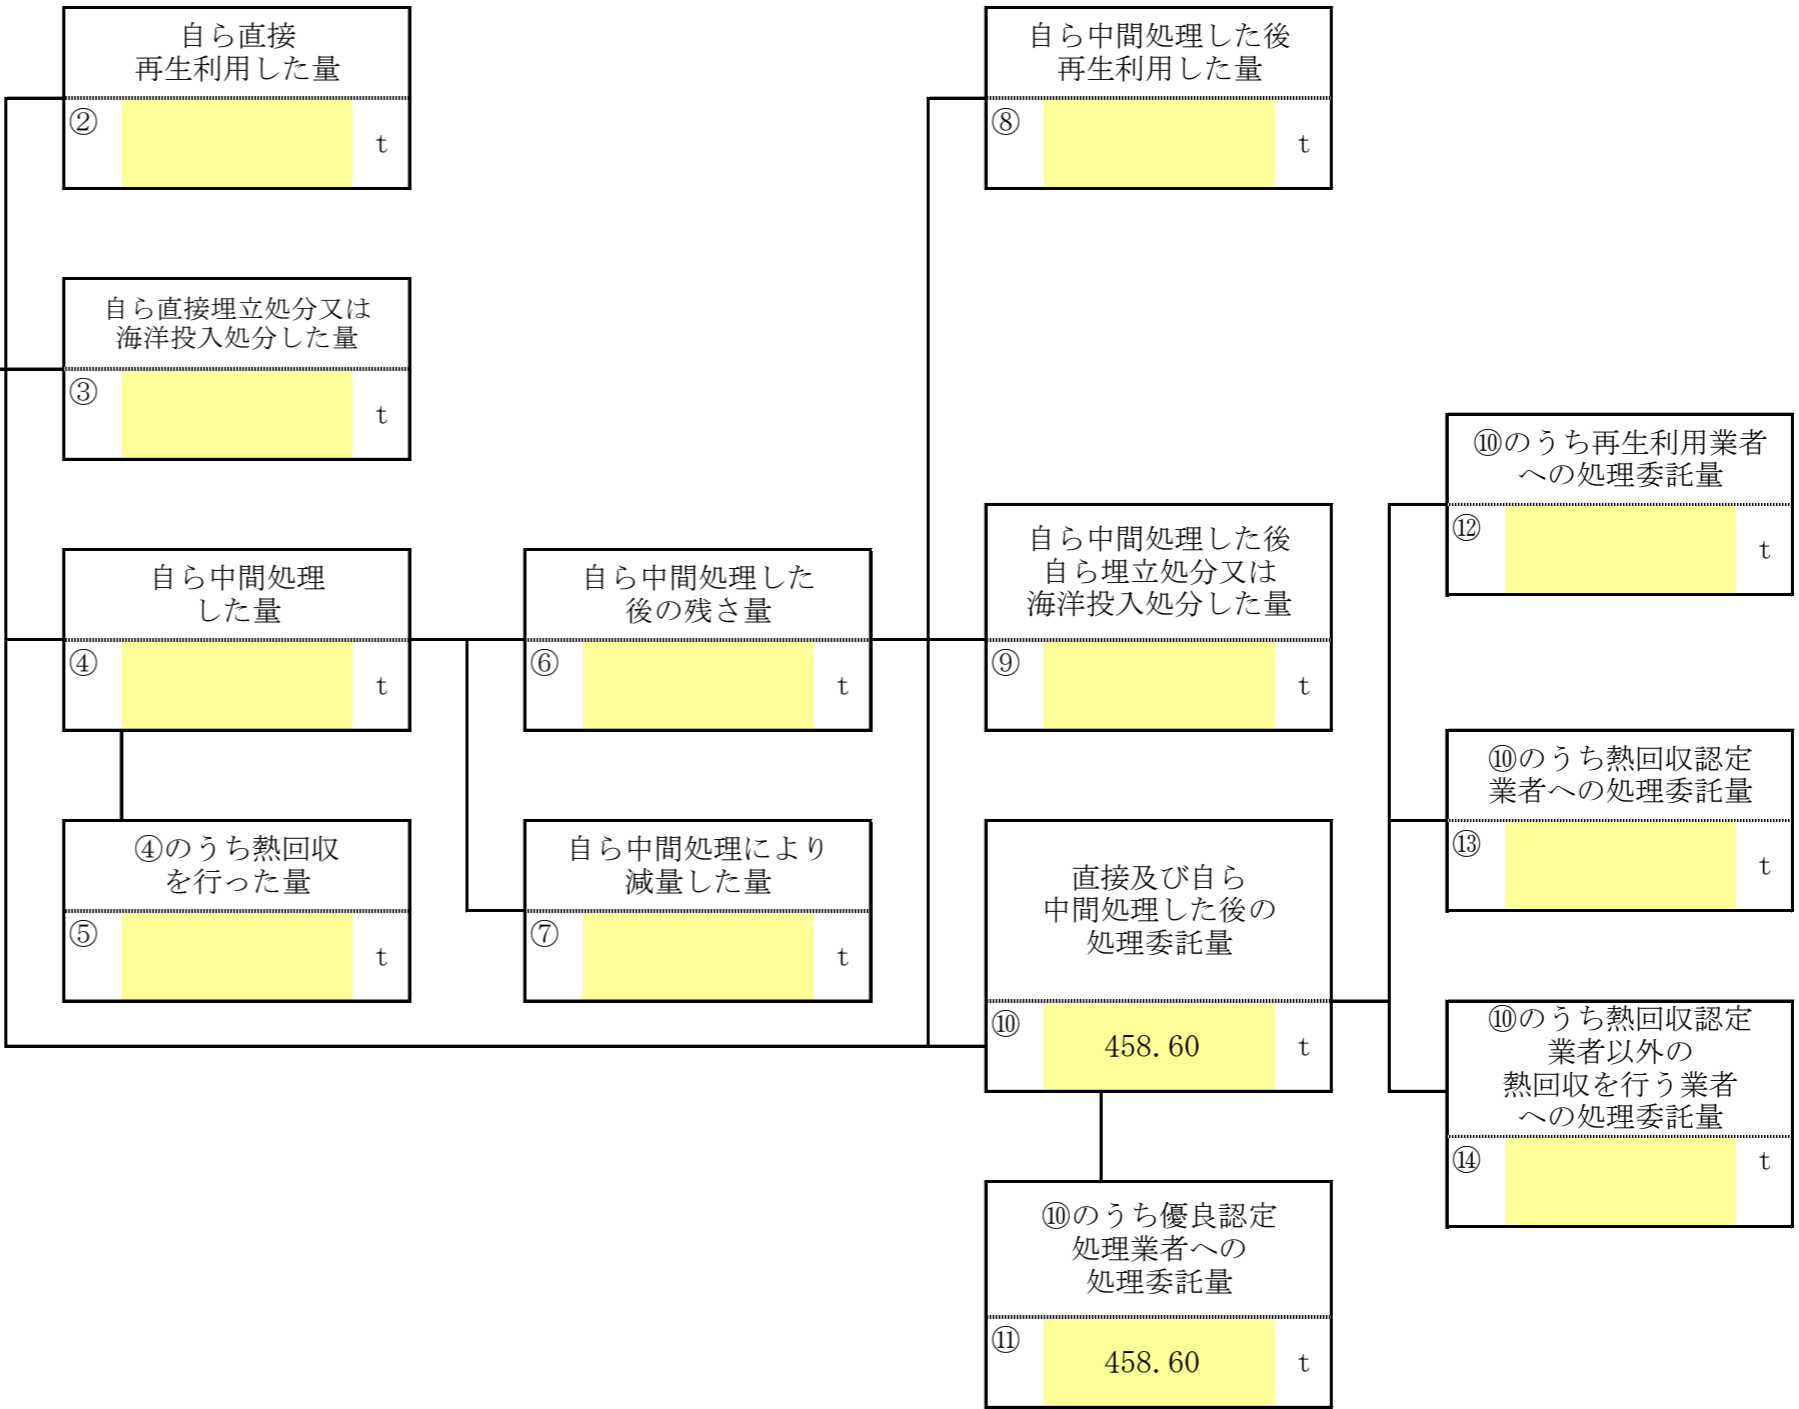 自ら直接
再生利用した量
②
t
自ら中間処理した後
再生利用した量
⑧
t
自ら直接埋立処分又は
海洋投入処分した量
③
t
⑩のうち再生利用業者
への処理委託量
⑫
t
自ら中間処理
した量
④
t
自ら中間処理した
後の残さ量
⑥
t
自ら中間処理した後
自ら埋立処分又は
海洋投入処分した量
⑨
t
⑩のうち熱回収認定
業者への処理委託量
⑬
t
④のうち熱回収
を行った量
⑤
t
自ら中間処理により
減量した量
⑦
t
直接及び自ら
中間処理した後の
処理委託量
⑩ 458.60 t
⑩のうち熱回収認定
業者以外の
熱回収を行う業者
への処理委託量
⑭
t
⑩のうち優良認定
処理業者への
処理委託量
⑪ 458.60 t